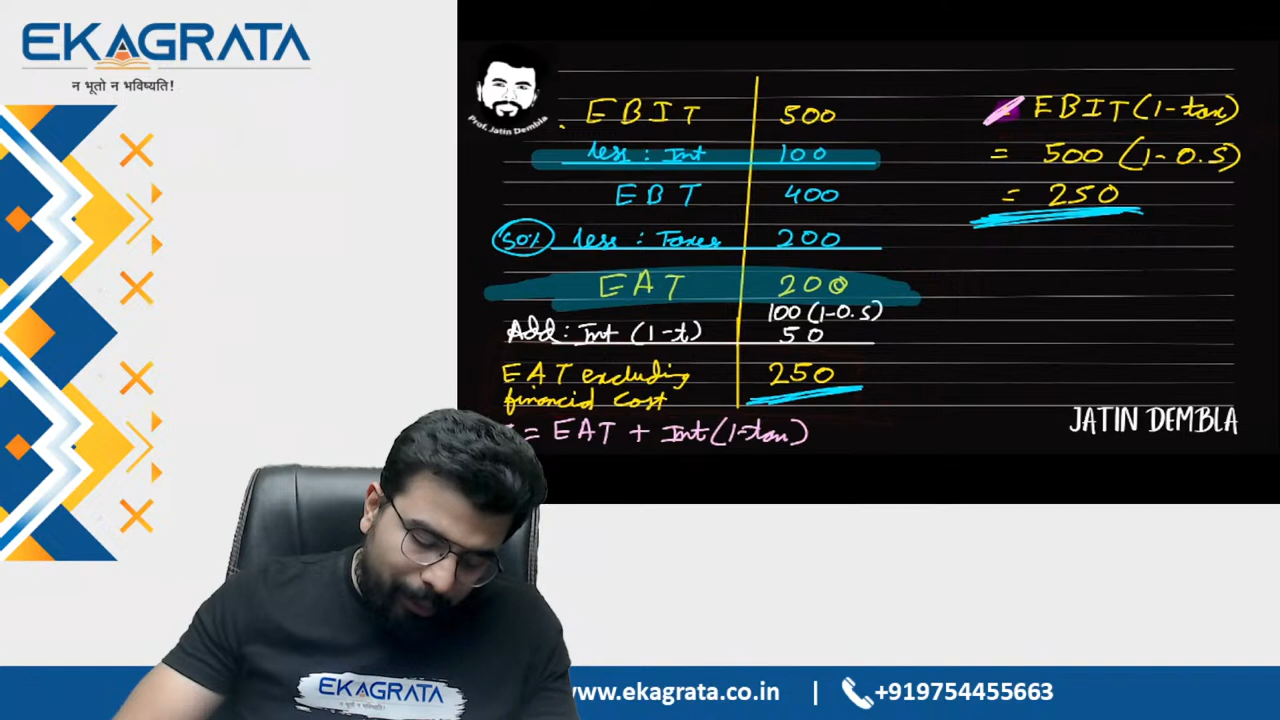 EKAGRATA
न भूतो न भविष्यति!
Prof. Jatin Dembla
EBIT 500
less : Int 100
EBT 400
50% less : Taxes 200
EAT 200
100 (1-0.5)
Add : Int (1-t) 50
EAT excluding 250
financial cost
= EAT + Int (1-tax)
EBIT (1-tax)
= 500 (1-0.5)
= 250
JATIN DEMBLA
EKAGRATA
न भूतो न भविष्यति!
www.ekagrata.co.in | +919754455663